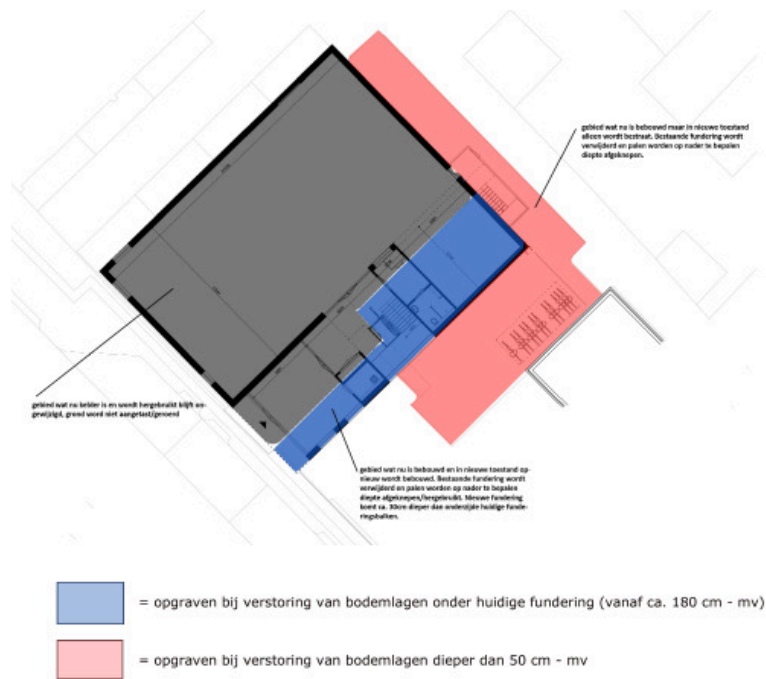 gebied wat nu is bebouwd maar in nieuwe toestand
alleen wordt bestraat. Bestaande fundering wordt
verwijderd en palen worden op nader te bepalen
diepte afgeknepen.
gebied wat nu kelder is en wordt hergebruikt blijft on-
gewijzigd, grond word niet aangetast/geroerd
gebied wat nu is bebouwd en in nieuwe toestand op-
nieuw wordt bebouwd. Bestaande fundering wordt
verwijderd en palen worden op nader te bepalen
diepte afgeknepen/hergebruikt. Nieuwe fundering
komt ca. 30cm dieper dan onderzijde huidige funde-
ringsbalken.
= opgraven bij verstoring van bodemlagen onder huidige fundering (vanaf ca. 180 cm - mv)
= opgraven bij verstoring van bodemlagen dieper dan 50 cm - mv